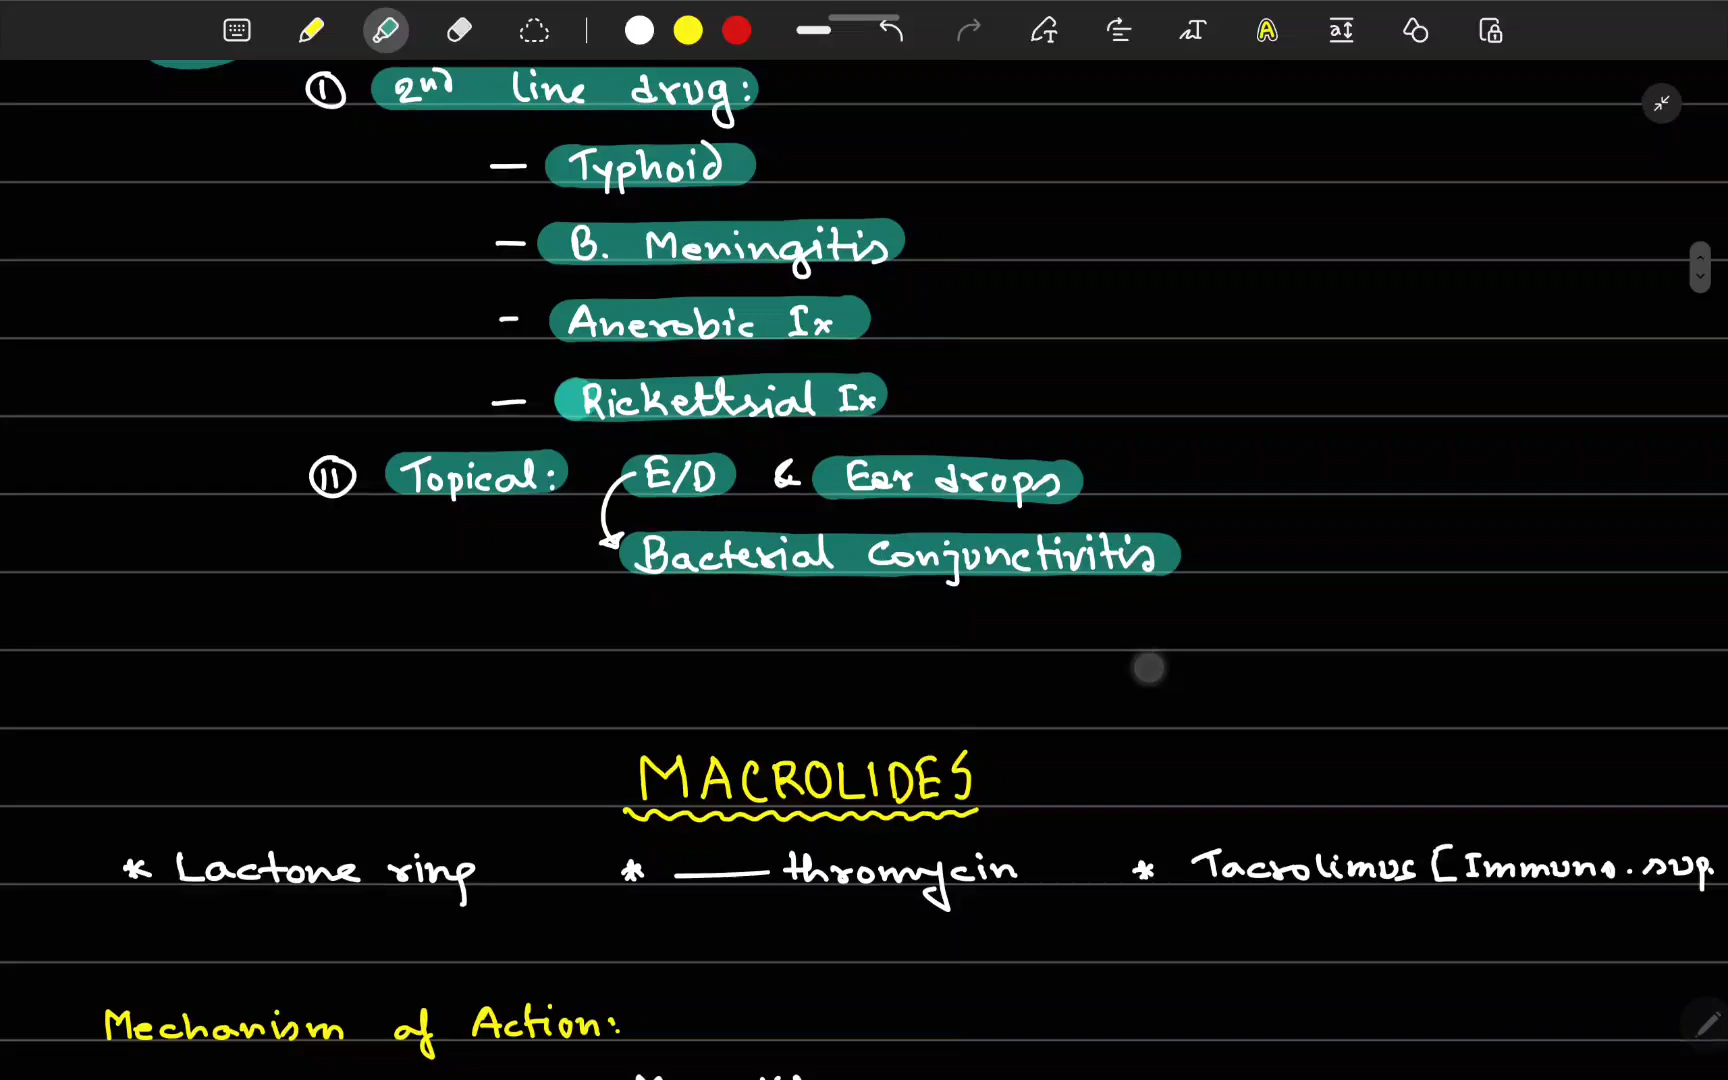 ① 2nd line drug:
— Typhoid
— B. Meningitis
- Anerobic Ix
— Rickettsial Ix
⑪ Topical: E/D & Ear drops
Bacterial Conjunctivitis
MACROLIDES
* Lactone ring * ——thromycin * Tacrolimus [Immuno.sup.
Mechanism of Action: